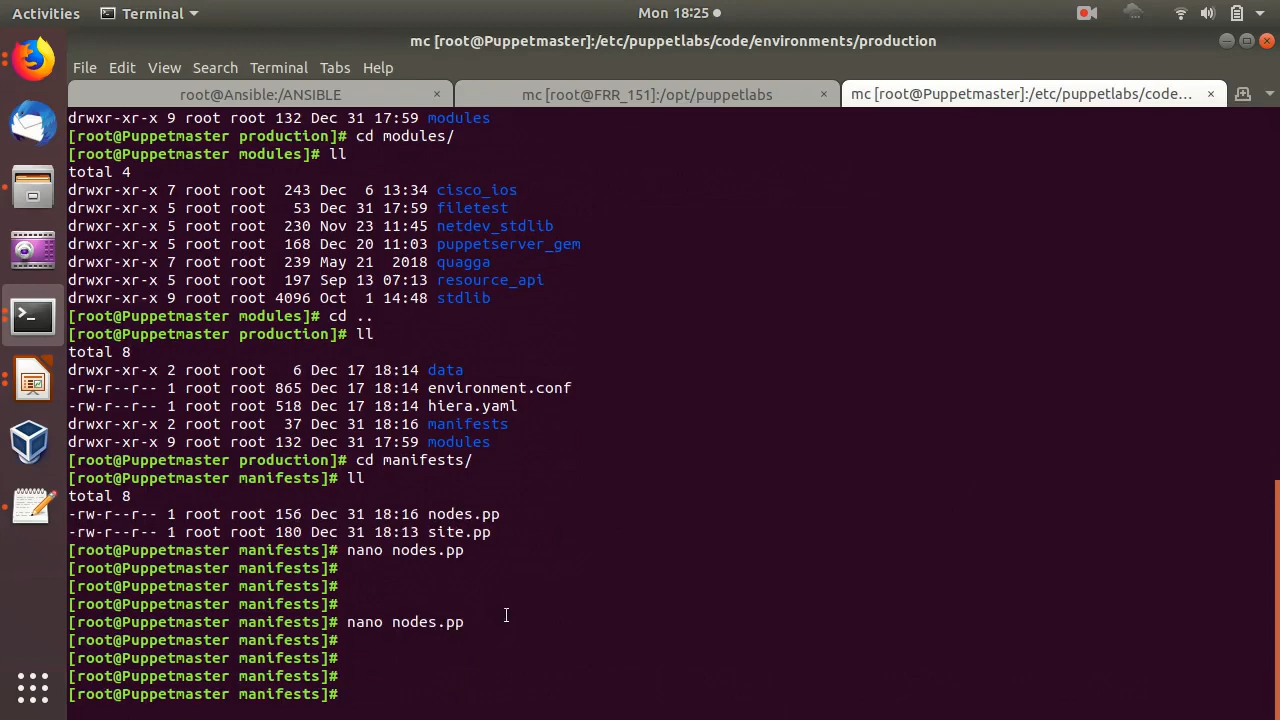 Activities Terminal Mon 18:25
mc [root@Puppetmaster]:/etc/puppetlabs/code/environments/production
File Edit View Search Terminal Tabs Help
root@Ansible:/ANSIBLE × mc [root@FRR_151]:/opt/puppetlabs × mc [root@Puppetmaster]:/etc/puppetlabs/code... ×
drwxr-xr-x 9 root root 132 Dec 31 17:59 modules
[root@Puppetmaster production]# cd modules/
[root@Puppetmaster modules]# ll
total 4
drwxr-xr-x 7 root root  243 Dec  6 13:34 cisco_ios
drwxr-xr-x 5 root root   53 Dec 31 17:59 filetest
drwxr-xr-x 5 root root  230 Nov 23 11:45 netdev_stdlib
drwxr-xr-x 5 root root  168 Dec 20 11:03 puppetserver_gem
drwxr-xr-x 7 root root  239 May 21  2018 quagga
drwxr-xr-x 5 root root  197 Sep 13 07:13 resource_api
drwxr-xr-x 9 root root 4096 Oct  1 14:48 stdlib
[root@Puppetmaster modules]# cd ..
[root@Puppetmaster production]# ll
total 8
drwxr-xr-x 2 root root   6 Dec 17 18:14 data
-rw-r--r-- 1 root root 865 Dec 17 18:14 environment.conf
-rw-r--r-- 1 root root 518 Dec 17 18:14 hiera.yaml
drwxr-xr-x 2 root root  37 Dec 31 18:16 manifests
drwxr-xr-x 9 root root 132 Dec 31 17:59 modules
[root@Puppetmaster production]# cd manifests/
[root@Puppetmaster manifests]# ll
total 8
-rw-r--r-- 1 root root 156 Dec 31 18:16 nodes.pp
-rw-r--r-- 1 root root 180 Dec 31 18:13 site.pp
[root@Puppetmaster manifests]# nano nodes.pp
[root@Puppetmaster manifests]#
[root@Puppetmaster manifests]#
[root@Puppetmaster manifests]#
[root@Puppetmaster manifests]# nano nodes.pp
[root@Puppetmaster manifests]#
[root@Puppetmaster manifests]#
[root@Puppetmaster manifests]#
[root@Puppetmaster manifests]#